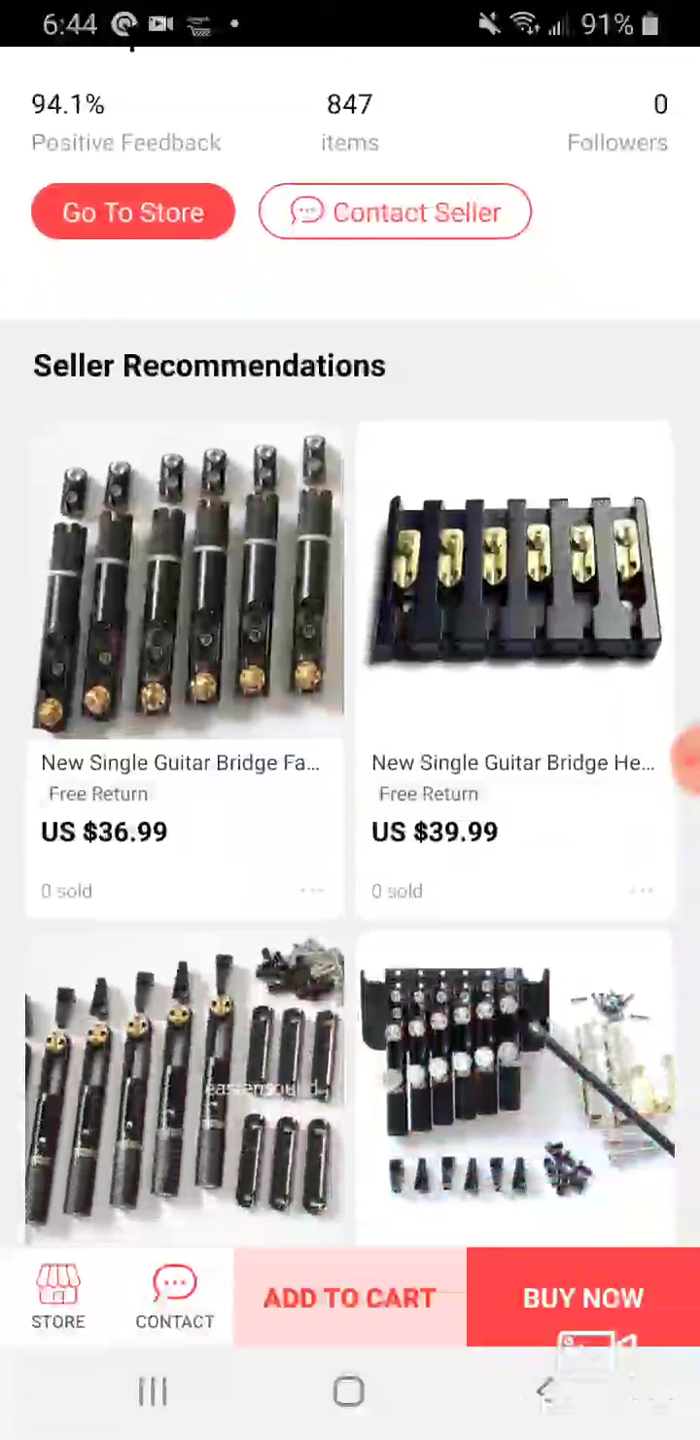 6:44
91%
94.1%
847
0
Positive Feedback
items
Followers
Go To Store
Contact Seller
Seller Recommendations
New Single Guitar Bridge Fa...
New Single Guitar Bridge He...
Free Return
Free Return
US $36.99
US $39.99
0 sold
0 sold
eastensound
STORE
CONTACT
ADD TO CART
BUY NOW